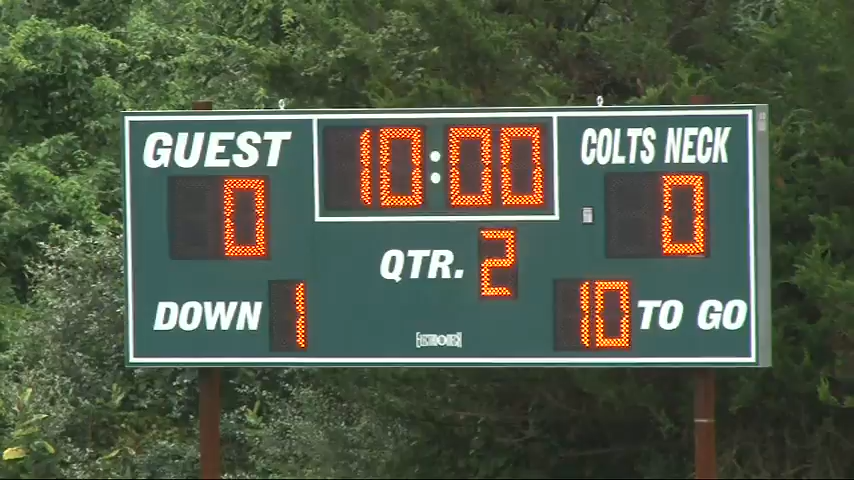 GUEST 10:00 COLTS NECK
0 0
QTR. 2
DOWN 1 10 TO GO